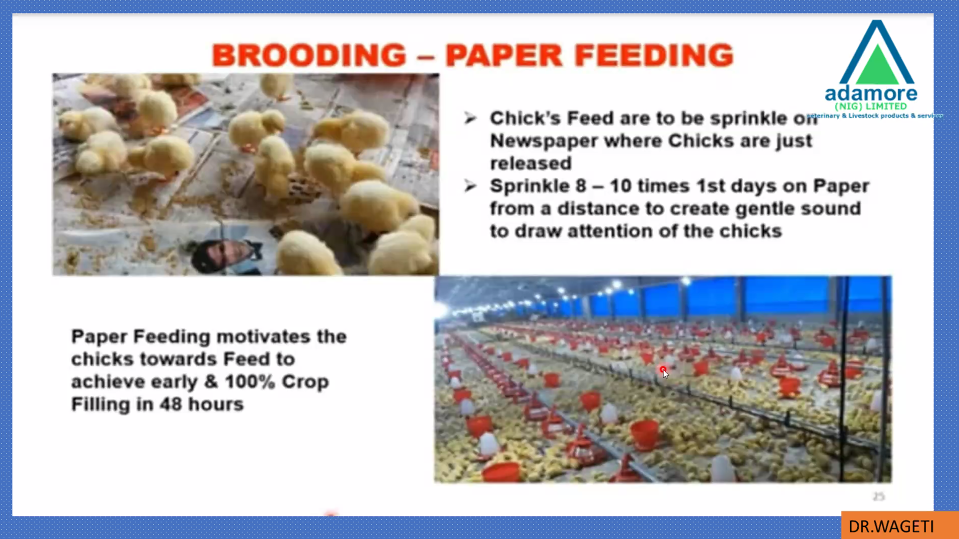 BROODING – PAPER FEEDING
adamore
(NIG) LIMITED
veterinary & Livestock products & services
➢ Chick's Feed are to be sprinkle on
Newspaper where Chicks are just
released
➢ Sprinkle 8 – 10 times 1st days on Paper
from a distance to create gentle sound
to draw attention of the chicks
Paper Feeding motivates the
chicks towards Feed to
achieve early & 100% Crop
Filling in 48 hours
25
DR.WAGETI